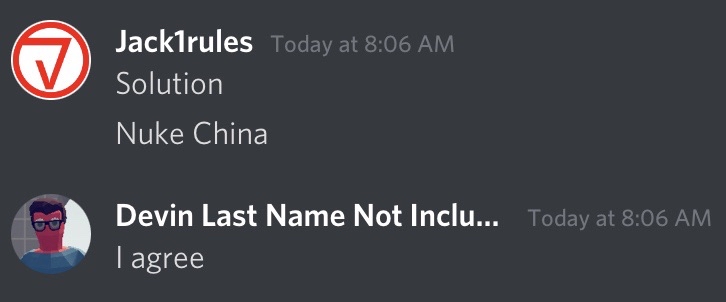 Jack1rules Today at 8:06 AM
Solution
Nuke China
Devin Last Name Not Inclu... Today at 8:06 AM
I agree